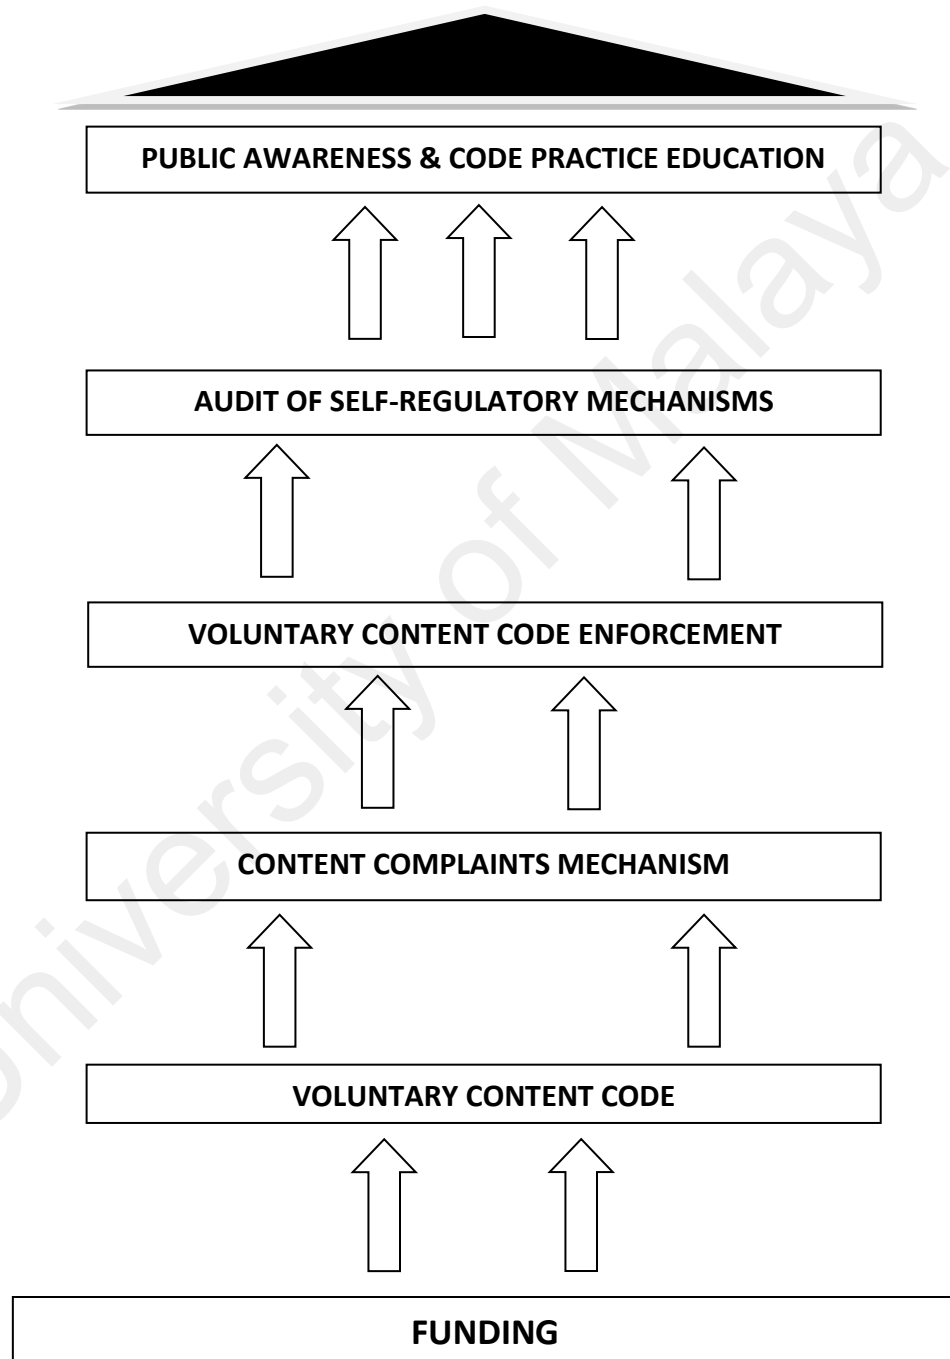 PUBLIC AWARENESS & CODE PRACTICE EDUCATION
AUDIT OF SELF-REGULATORY MECHANISMS
VOLUNTARY CONTENT CODE ENFORCEMENT
CONTENT COMPLAINTS MECHANISM
VOLUNTARY CONTENT CODE
FUNDING
University of Malaya